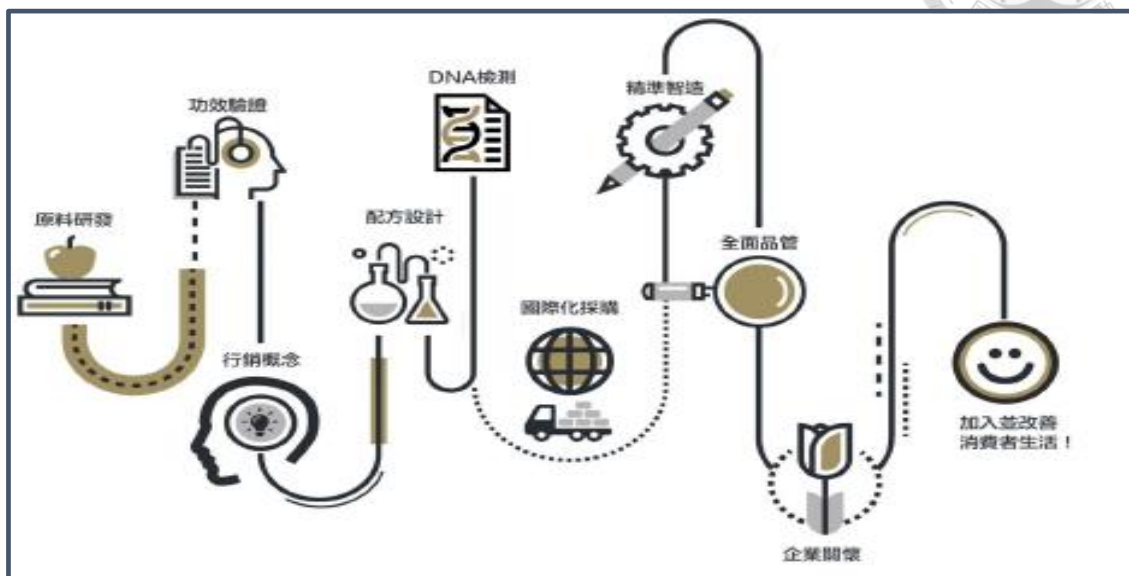 原料研發
功效驗證
行銷概念
配方設計
DNA檢測
國際化採購
精準智造
全面品管
企業關懷
加入並改善
消費者生活！